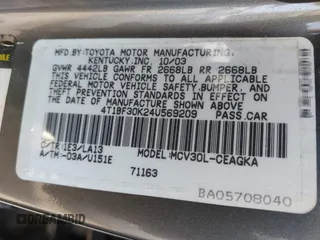 MFD BY TOYOTA MOTOR MANUFACTURING.
KENTUCKY.INC. 10/03
GVWR 4442LB GAWR FR 2668LB RR 2668LB
THIS VEHICLE CONFORMS TO ALL APPLICABLE
FEDERAL MOTOR VEHICLE SAFETY,BUMPER, AND
THEFT PREVENTION STANDARDS IN EFFECT ON
THE DATE OF MANUFACTURE SHOWN ABOVE.
4T1BF30K24U569209 PASS.CAR
C/TR 1E3/LA13 MODEL MCV30L-CEAGKA
A/TM -03A/U151E
71163
BA05708040
DREAMBID